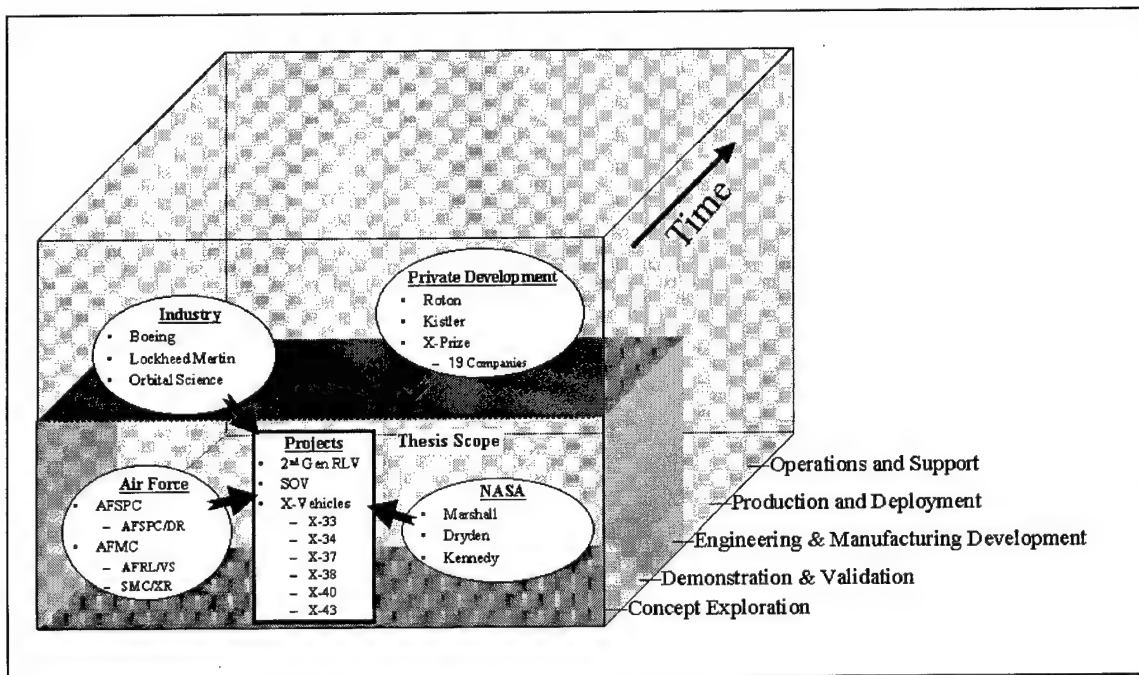 Time
Private Development
• Roton
• Kistler
• X-Prize
– 19 Companies
Industry
• Boeing
• Lockheed Martin
• Orbital Science
Thesis Scope
Projects
• 2nd Gen RLV
• SOV
• X-Vehicles
– X-33
– X-34
– X-37
– X-38
– X-40
– X-43
Air Force
• AFSPC
– AFSPC/DR
• AFMC
– AFRL/VS
– SMC/XR
NASA
• Marshall
• Dryden
• Kennedy
Operations and Support
Production and Deployment
Engineering & Manufacturing Development
Demonstration & Validation
Concept Exploration